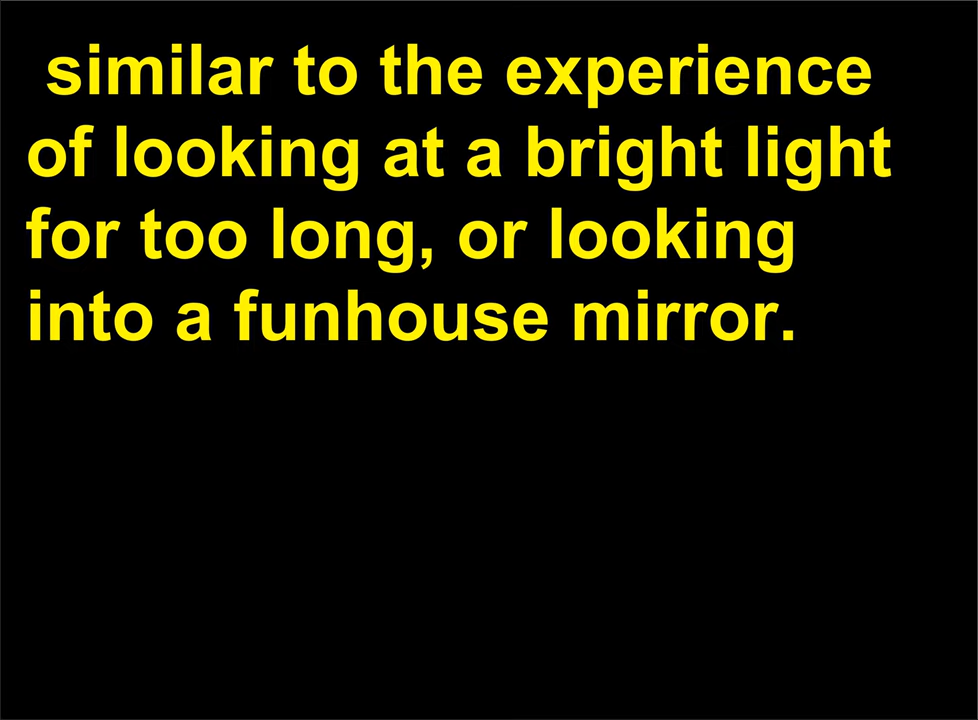 similar to the experience
of looking at a bright light
for too long, or looking
into a funhouse mirror.